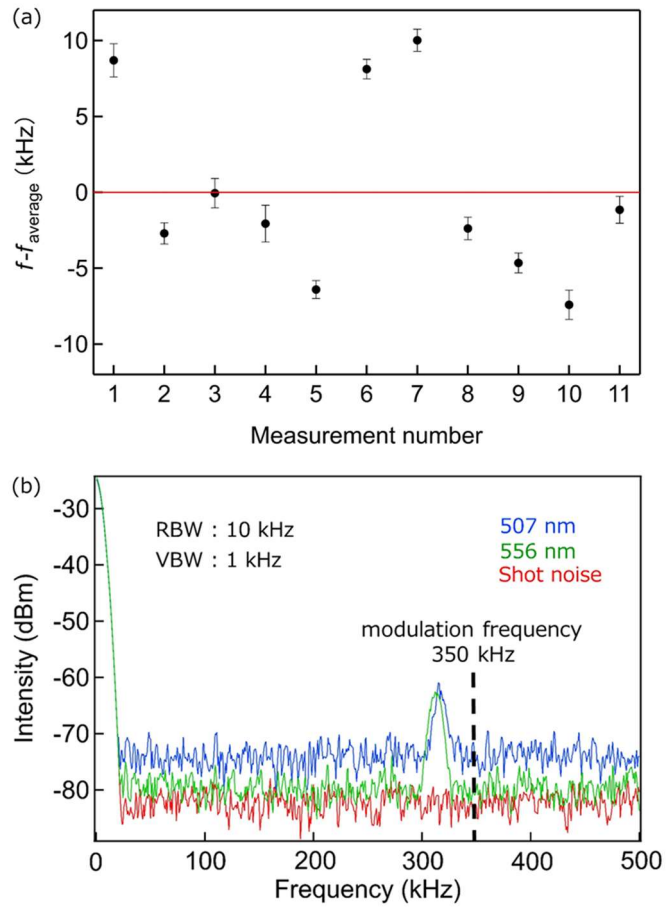 (a)
10
5
0
-5
-10
f-faverage (kHz)
1 2 3 4 5 6 7 8 9 10 11
Measurement number
(b)
-30
-40
-50
-60
-70
-80
Intensity (dBm)
RBW : 10 kHz
VBW : 1 kHz
507 nm
556 nm
Shot noise
modulation frequency
350 kHz
0 100 200 300 400 500
Frequency (kHz)